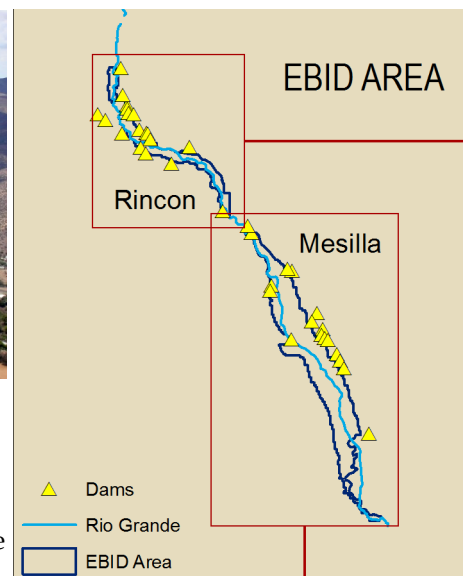 EBID AREA
Rincon
Mesilla
Dams
Rio Grande
e
EBID Area